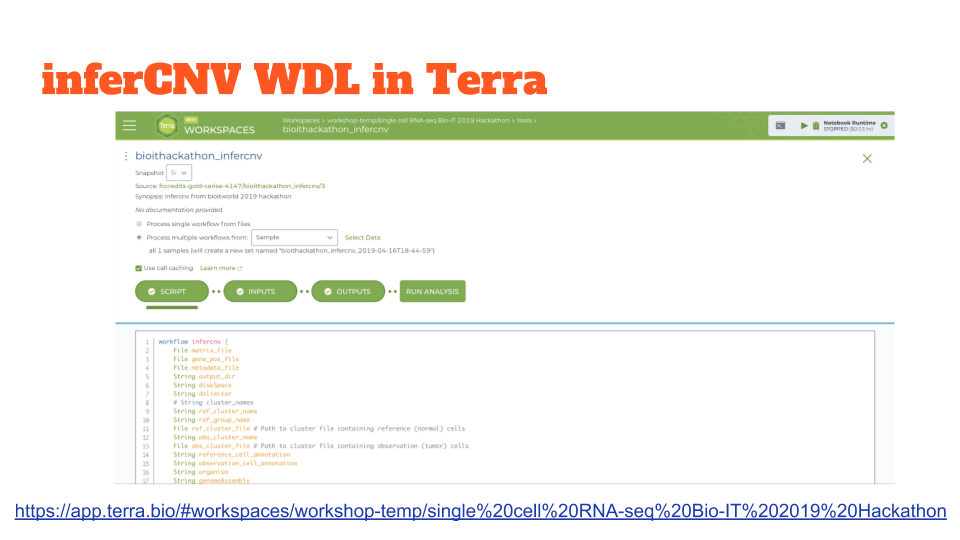 inferCNV WDL in Terra
Terra
BETA
WORKSPACES
Workspaces › workshop-temp/single cell RNA-seq Bio-IT 2019 Hackathon › tools ›
bioithackathon_infercnv
Notebook Runtime
STOPPED ($0.03 hr)
bioithackathon_infercnv
Snapshot
Source: fccredits-gold-cerise-4147/bioithackathon_infercnv/3
Synopsis: infercnv from bioitworld 2019 hackathon
No documentation provided
Process single workflow from files
Process multiple workflows from: Sample Select Data
all 1 samples (will create a new set named "bioithackathon_infercnv_2019-04-16T18-44-59")
Use call caching Learn more
SCRIPT INPUTS OUTPUTS RUN ANALYSIS
1 workflow infercnv {
2 File matrix_file
3 File gene_pos_file
4 File metadata_file
5 String output_dir
6 String diskSpace
7 String delimiter
8 # String cluster_names
9 String ref_cluster_name
10 String ref_group_name
11 File ref_cluster_file # Path to cluster file containing reference (normal) cells
12 String obs_cluster_name
13 File obs_cluster_file # Path to cluster file containing observation (tumor) cells
14 String reference_cell_annotation
15 String observation_cell_annotation
16 String organism
17 String genomeAssembly
https://app.terra.bio/#workspaces/workshop-temp/single%20cell%20RNA-seq%20Bio-IT%202019%20Hackathon